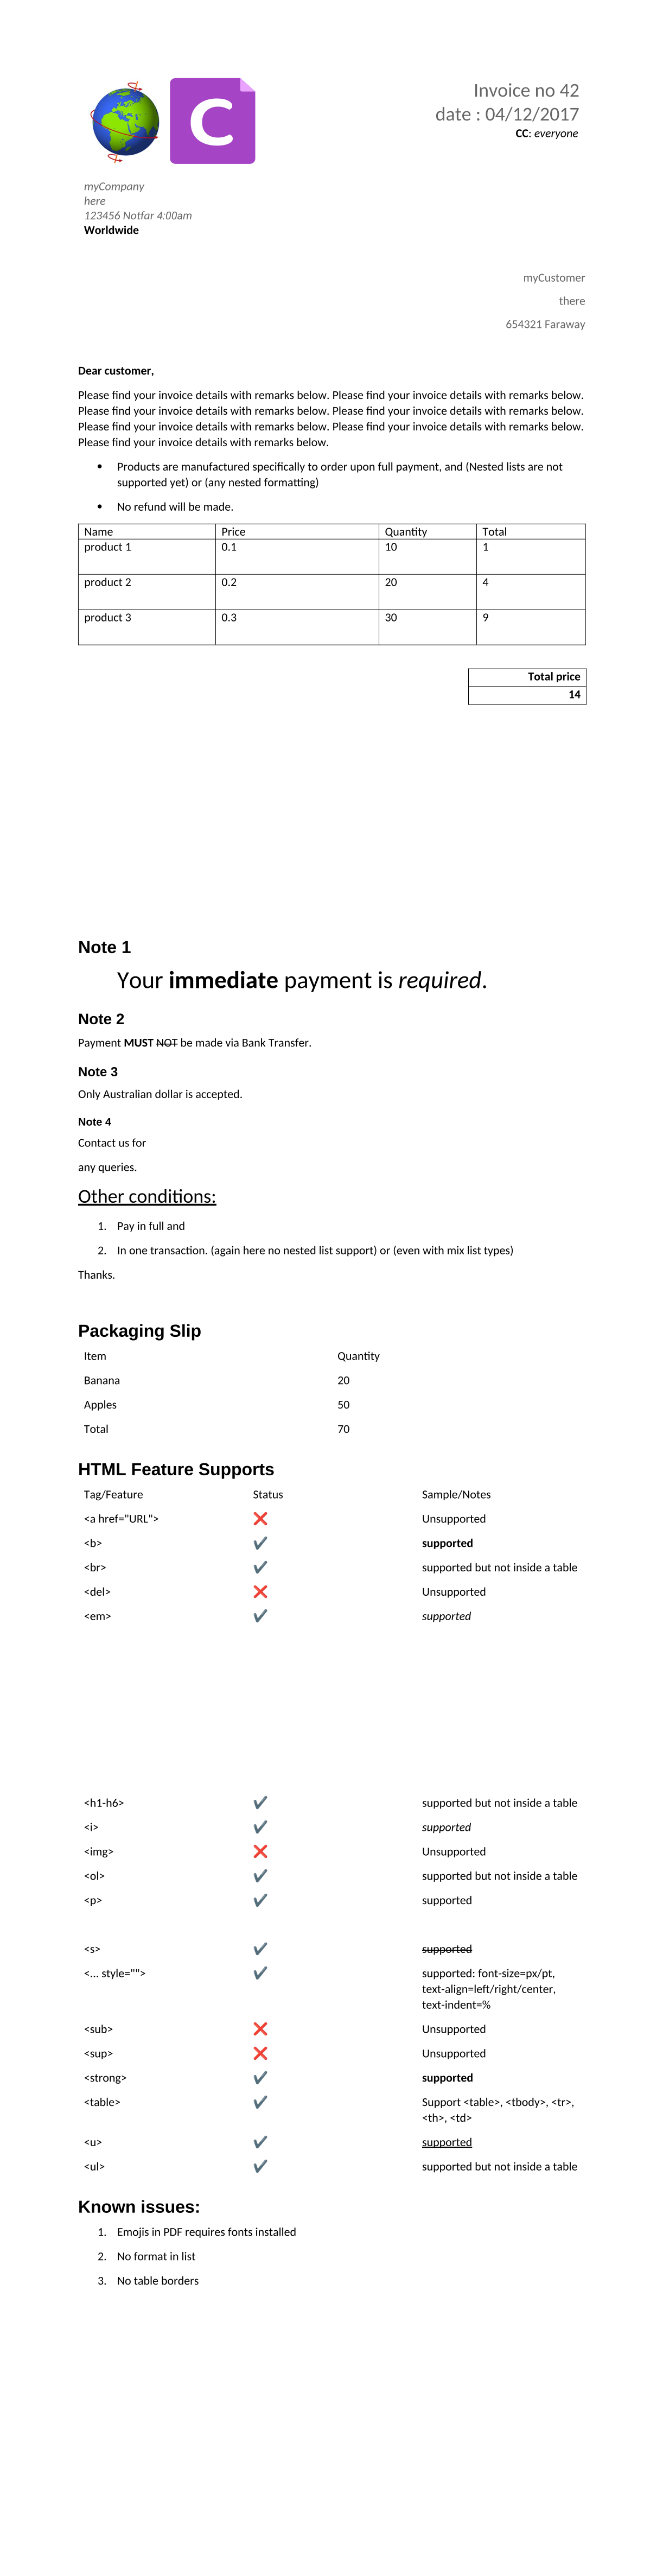 C
Invoice no 42
date : 04/12/2017
CC: everyone
myCompany
here
123456 Notfar 4:00am
Worldwide
myCustomer
there
654321 Faraway
Dear customer,
Please find your invoice details with remarks below. Please find your invoice details with remarks below.
Please find your invoice details with remarks below. Please find your invoice details with remarks below.
Please find your invoice details with remarks below. Please find your invoice details with remarks below.
Please find your invoice details with remarks below.
• Products are manufactured specifically to order upon full payment, and (Nested lists are not
supported yet) or (any nested formatting)
• No refund will be made.
Name Price Quantity Total
product 1 0.1 10 1
product 2 0.2 20 4
product 3 0.3 30 9
Total price
14
Note 1
Your immediate payment is required.
Note 2
Payment MUST NOT be made via Bank Transfer.
Note 3
Only Australian dollar is accepted.
Note 4
Contact us for
any queries.
Other conditions:
1. Pay in full and
2. In one transaction. (again here no nested list support) or (even with mix list types)
Thanks.
Packaging Slip
Item Quantity
Banana 20
Apples 50
Total 70
HTML Feature Supports
Tag/Feature Status Sample/Notes
<a href="URL"> ❌ Unsupported
<b> ✔ supported
<br> ✔ supported but not inside a table
<del> ❌ Unsupported
<em> ✔ supported
<h1-h6> ✔ supported but not inside a table
<i> ✔ supported
<img> ❌ Unsupported
<ol> ✔ supported but not inside a table
<p> ✔ supported
<s> ✔ supported
<... style=""> ✔ supported: font-size=px/pt,
text-align=left/right/center,
text-indent=%
<sub> ❌ Unsupported
<sup> ❌ Unsupported
<strong> ✔ supported
<table> ✔ Support <table>, <tbody>, <tr>,
<th>, <td>
<u> ✔ supported
<ul> ✔ supported but not inside a table
Known issues:
1. Emojis in PDF requires fonts installed
2. No format in list
3. No table borders